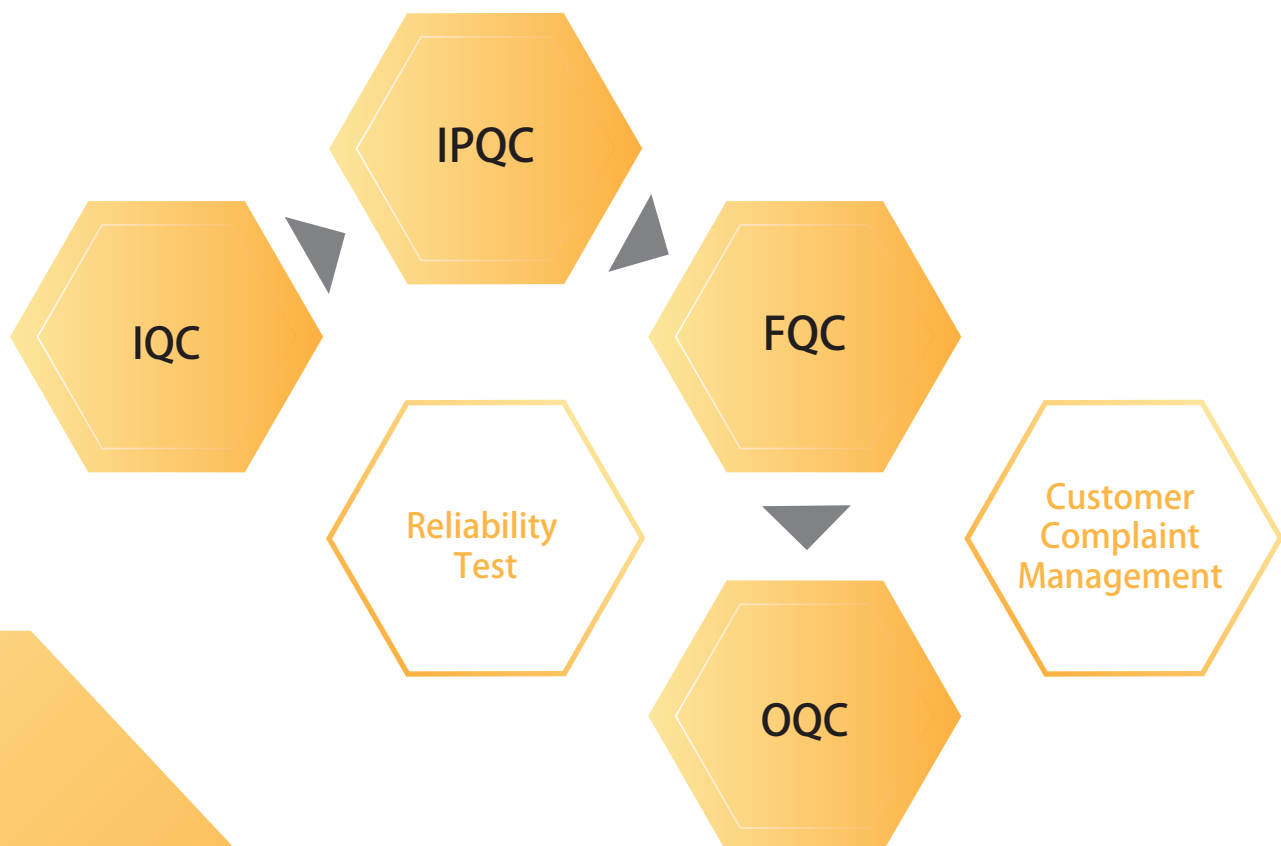 IPQC
IQC
FQC
Reliability
Test
Customer
Complaint
Management
OQC